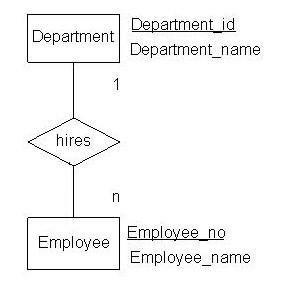 Department_id
Department
Department_name
1
hires
n
Employee_no
Employee
Employee_name